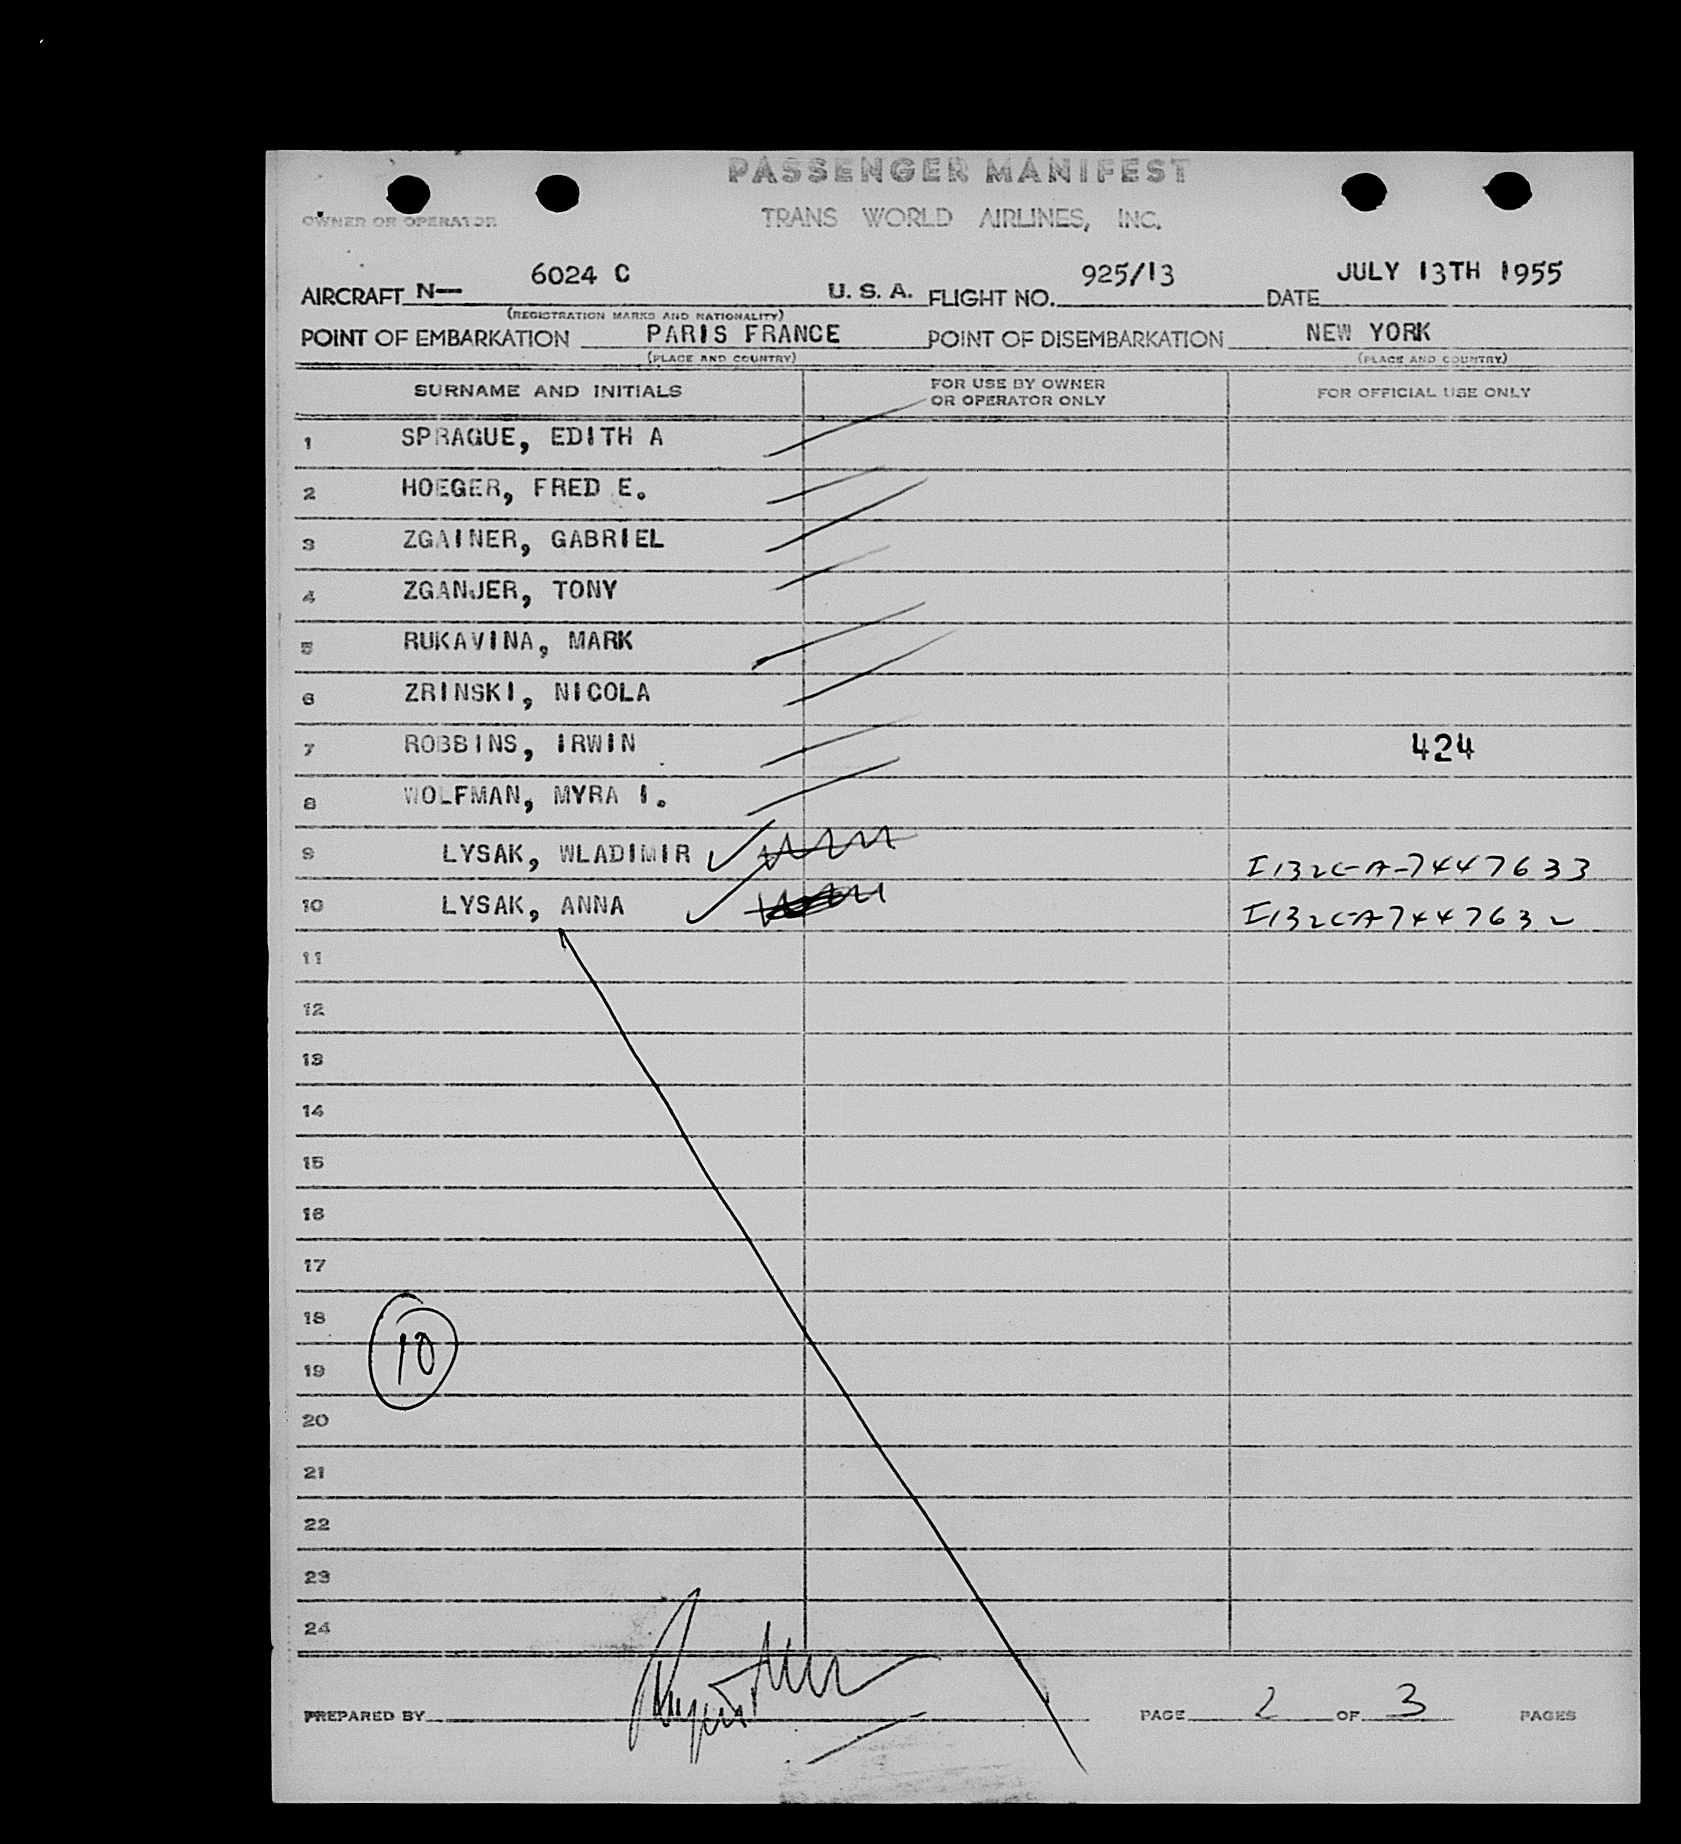 PASSENGER MANIFEST
OWNER OR OPERATOR TRANS WORLD AIRLINES, INC.
AIRCRAFT N— 6024 C U. S. A. FLIGHT NO. 925/13 DATE JULY 13TH 1955
(REGISTRATION MARKS AND NATIONALITY)
POINT OF EMBARKATION PARIS FRANCE POINT OF DISEMBARKATION NEW YORK
(PLACE AND COUNTRY) (PLACE AND COUNTRY)
SURNAME AND INITIALS FOR USE BY OWNER OR OPERATOR ONLY FOR OFFICIAL USE ONLY
1 SPRAGUE, EDITH A
2 HOEGER, FRED E.
3 ZGAINER, GABRIEL
4 ZGANJER, TONY
5 RUKAVINA, MARK
6 ZRINSKI, NICOLA
7 ROBBINS, IRWIN 424
8 WOLFMAN, MYRA I.
9 LYSAK, WLADIMIR I132C-A-7447633
10 LYSAK, ANNA I132C-A7447632
11
12
13
14
15
16
17
18
10
19
20
21
22
23
24
PREPARED BY PAGE 2 OF 3 PAGES